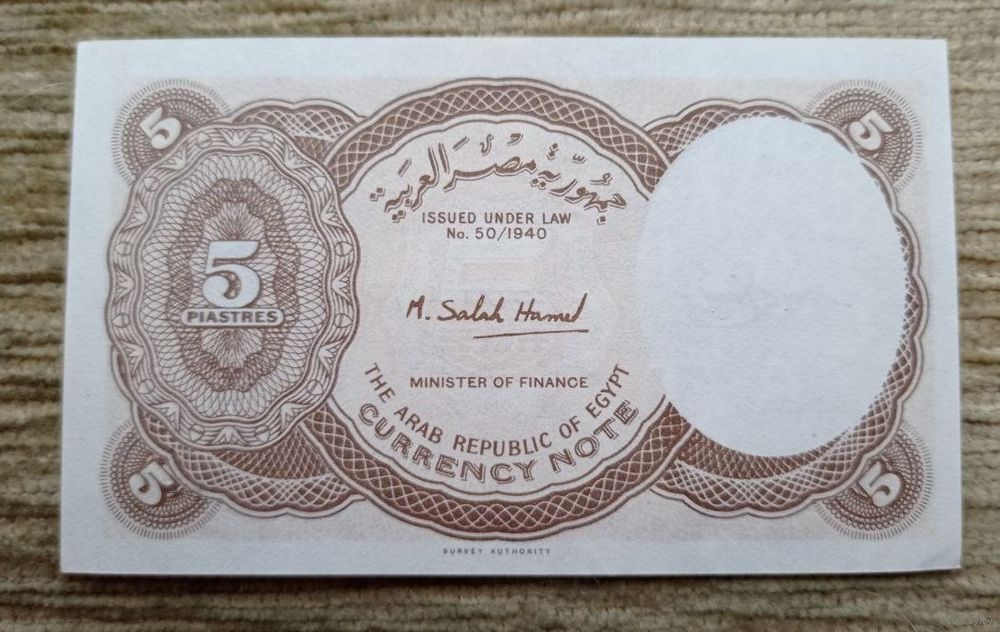 5
5
جمهورية مصر العربية
ISSUED UNDER LAW
No. 50/1940
5
PIASTRES
M. Salah Hamed
MINISTER OF FINANCE
THE ARAB REPUBLIC OF EGYPT
CURRENCY NOTE
5
5
SURVEY AUTHORITY